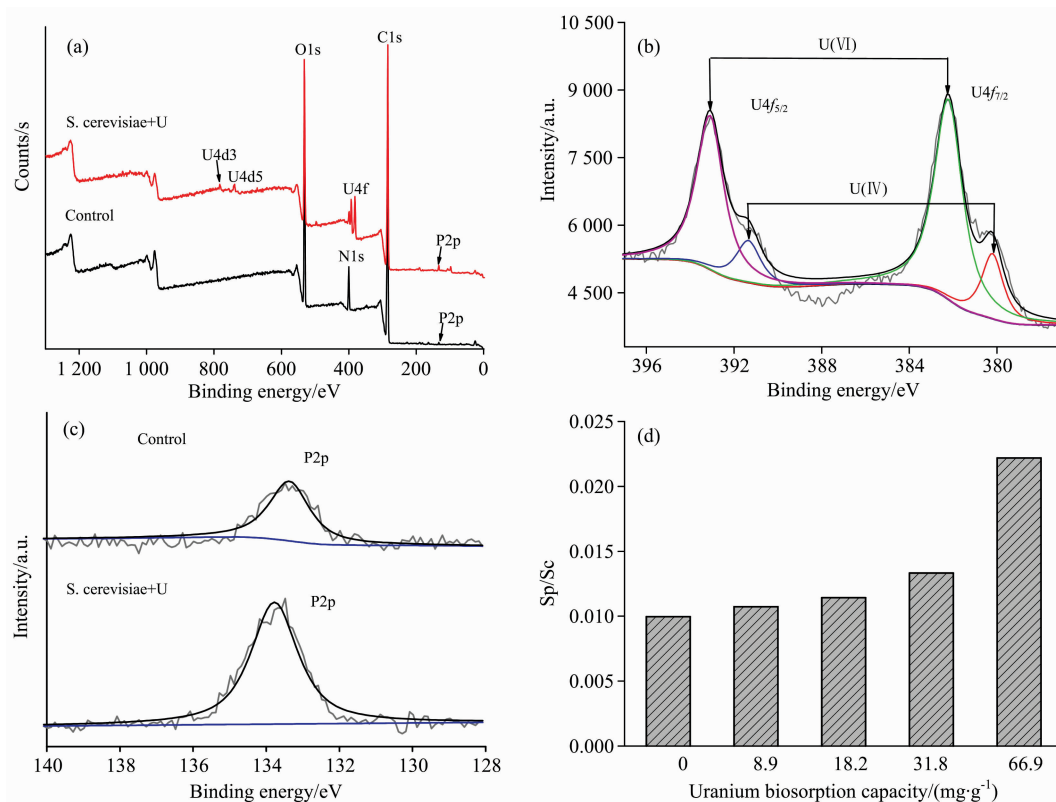 (a)
O1s
C1s
S. cerevisiae+U
U4d3
U4d5
U4f
P2p
Control
N1s
P2p
Counts/s
1 200 1 000 800 600 400 200 0
Binding energy/eV
(b)
U(Ⅵ)
U4f5/2
U4f7/2
U(Ⅳ)
10 500
9 000
7 500
6 000
4 500
Intensity/a.u.
396 392 388 384 380
Binding energy/eV
(c)
Control
P2p
S. cerevisiae+U
P2p
Intensity/a.u.
140 138 136 134 132 130 128
Binding energy/eV
(d)
0.025
0.020
0.015
0.010
0.005
0.000
Sp/Sc
0 8.9 18.2 31.8 66.9
Uranium biosorption capacity/(mg·g-1)